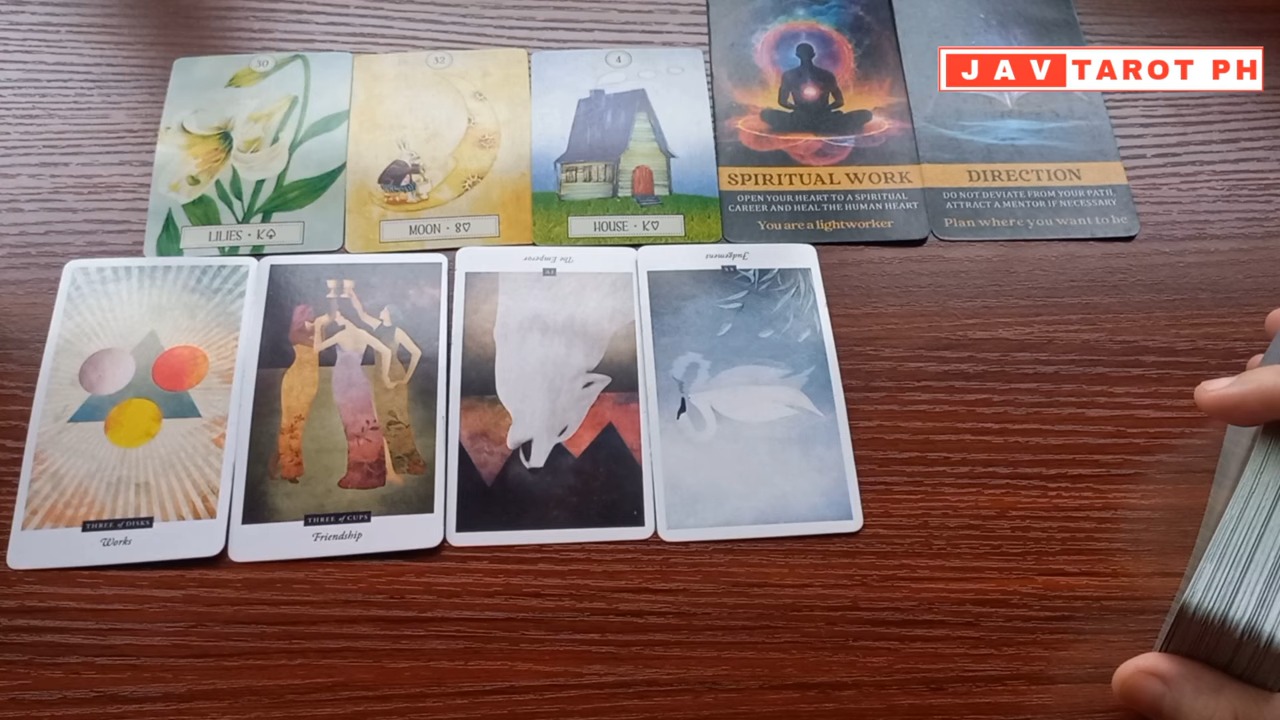 JAV TAROT PH
30
32
4
LILIES • K♤
MOON • 8♡
HOUSE • K♡
SPIRITUAL WORK
OPEN YOUR HEART TO A SPIRITUAL
CAREER AND HEAL THE HUMAN HEART
You are a lightworker
DIRECTION
DO NOT DEVIATE FROM YOUR PATH,
ATTRACT A MENTOR IF NECESSARY
Plan where you want to be
THREE of DISKS
Works
THREE of CUPS
Friendship
The Emperor
IV
Judgement